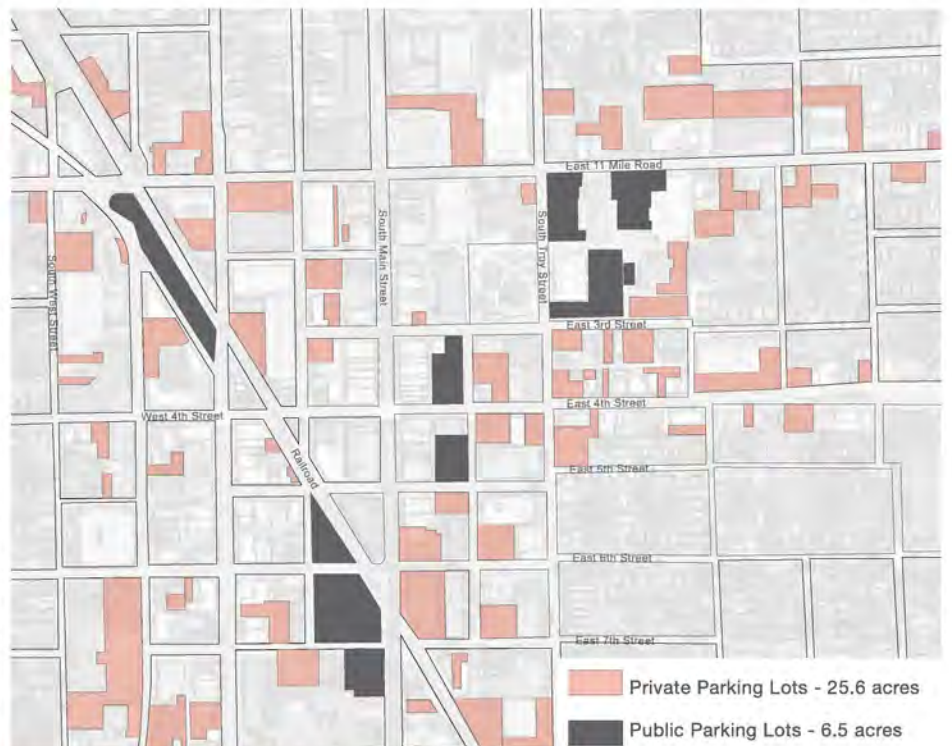 East 11 Mile Road
South Main Street
South Troy Street
South West Street
East 3rd Street
East 4th Street
West 4th Street
Railroad
East 5th Street
East 6th Street
East 7th Street
Private Parking Lots - 25.6 acres
Public Parking Lots - 6.5 acres